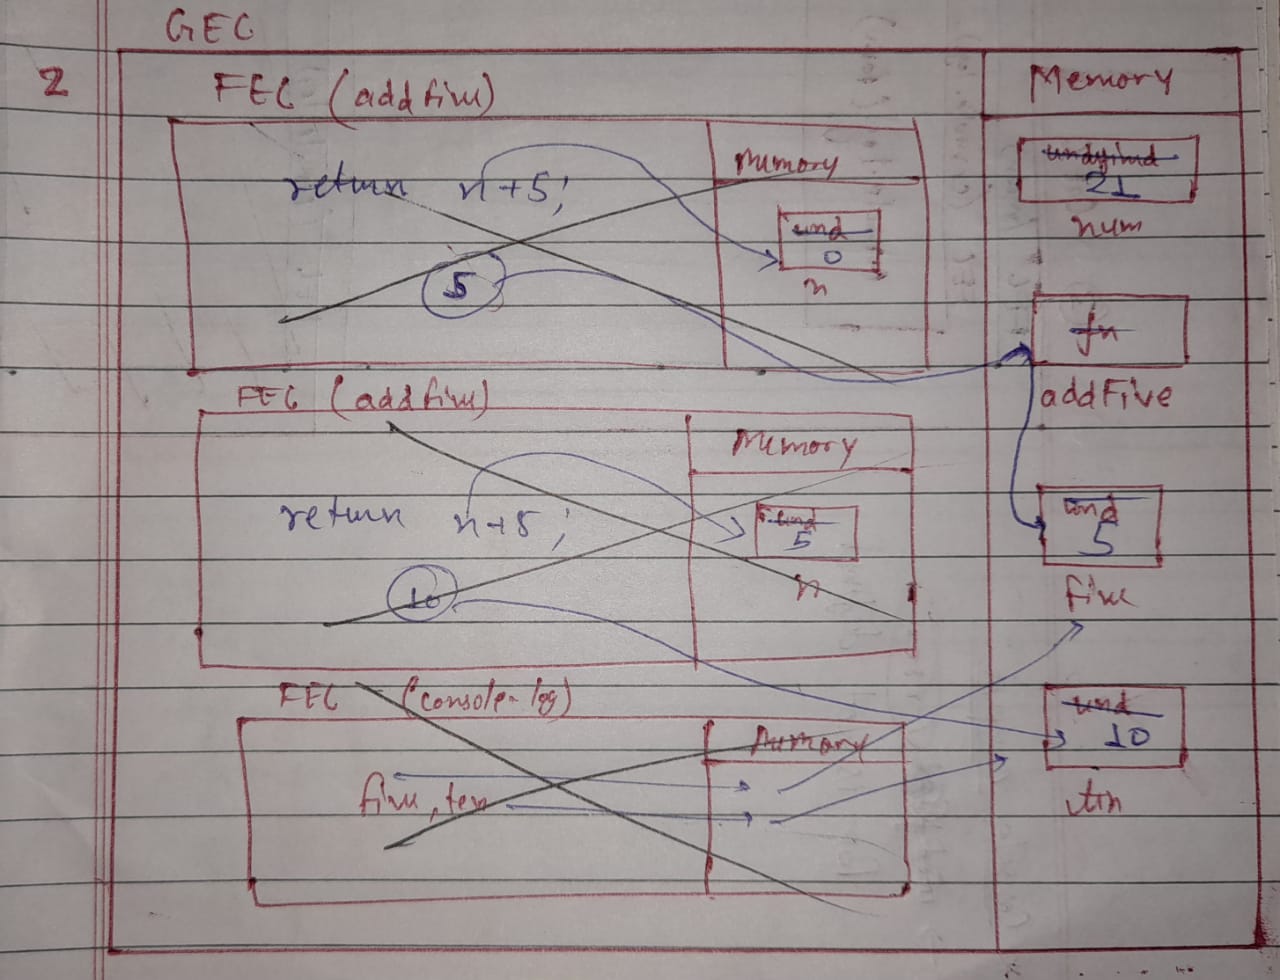 GEC
2
FEC (addfive)
Memory
return n+5;
Memory
undefined
21
num
und
0
n
5
fn
addFive
FEC (addfive)
Memory
return n+5;
und
5
n
und
5
five
10
FEC (console.log)
Memory
und
10
five, ten
ten